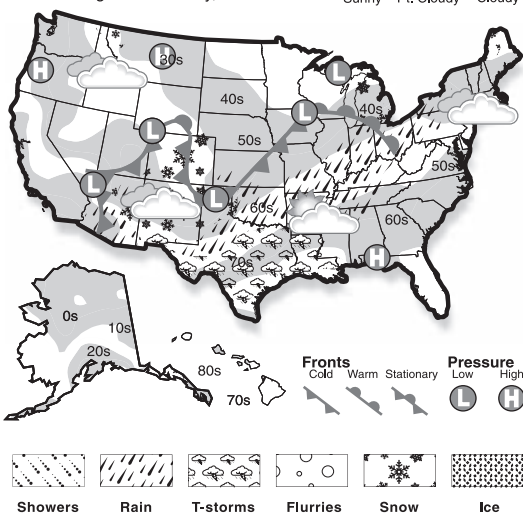 Sunny Pt. Cloudy Cloudy
H
H
30s
L
40s
L
40s
L
50s
50s
L
L
60s
60s
70s
H
0s
10s
20s
80s
70s
Fronts
Cold Warm Stationary
Pressure
Low High
L H
Showers Rain T-storms Flurries Snow Ice